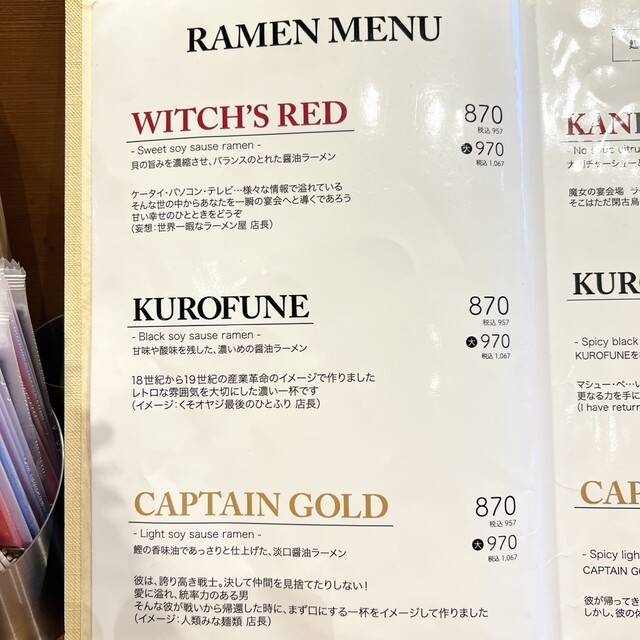 RAMEN MENU
WITCH'S RED
870
税込 957
- Sweet soy sause ramen -
大 970
税込 1,067
貝の旨みを濃縮させ、バランスのとれた醤油ラーメン
ケータイ・パソコン・テレビ…様々な情報で溢れている
そんな世の中からあなたを一瞬の宴会へと導くであろう
甘い幸せのひとときをどうぞ
(妄想：世界一暇なラーメン屋 店長)
KUROFUNE
870
税込 957
- Black soy sause ramen -
大 970
税込 1,067
甘味や酸味を残した、濃いめの醤油ラーメン
18世紀から19世紀の産業革命のイメージで作りました
レトロな雰囲気を大切にした濃い一杯です
(イメージ：くそオヤジ最後のひとふり 店長)
CAPTAIN GOLD
870
税込 957
- Light soy sause ramen -
大 970
税込 1,067
鰹の香味油であっさりと仕上げた、淡口醤油ラーメン
彼は、誇り高き戦士。決して仲間を見捨てたりしない！
愛に溢れ、統率力のある男
そんな彼が戦いから帰還した時に、まず口にする一杯をイメージして作りました
(イメージ：人類みな麺類 店長)
KAN
- No soup citru
魔女の宴会場 ラ
そこはただ閑古鳥
KURO
- Spicy black
KUROFUNEを
マシュー・ペ…し
更なる力を手に
(I have return
CAP
- Spicy ligh
CAPTAIN G
彼が帰ってき
しかし、彼の体